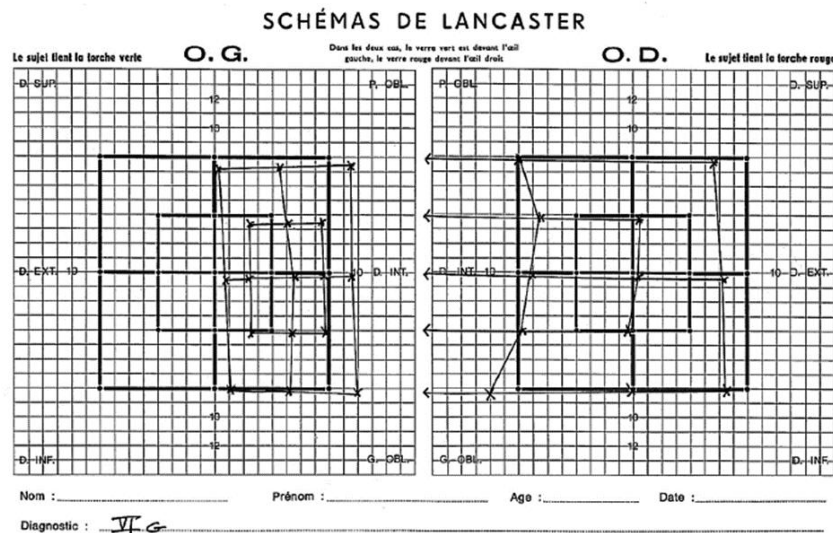 SCHÉMAS DE LANCASTER
Le sujet tient la torche verte
O. G.
Dans les deux cas, le verre vert est devant l'œil
gauche, le verre rouge devant l'œil droit
O. D.
Le sujet tient la torche rouge
D. SUP. 12 P. OBL.
10
D. EXT. 10 10 D. INT.
10
12
D. INF. G. OBL.
P. OBL. 12 D. SUP.
10
D. INT. 10 10 D. EXT.
10
12
G. OBL. D. INF.
Nom : Prénom : Age : Date :
Diagnostic : VI G